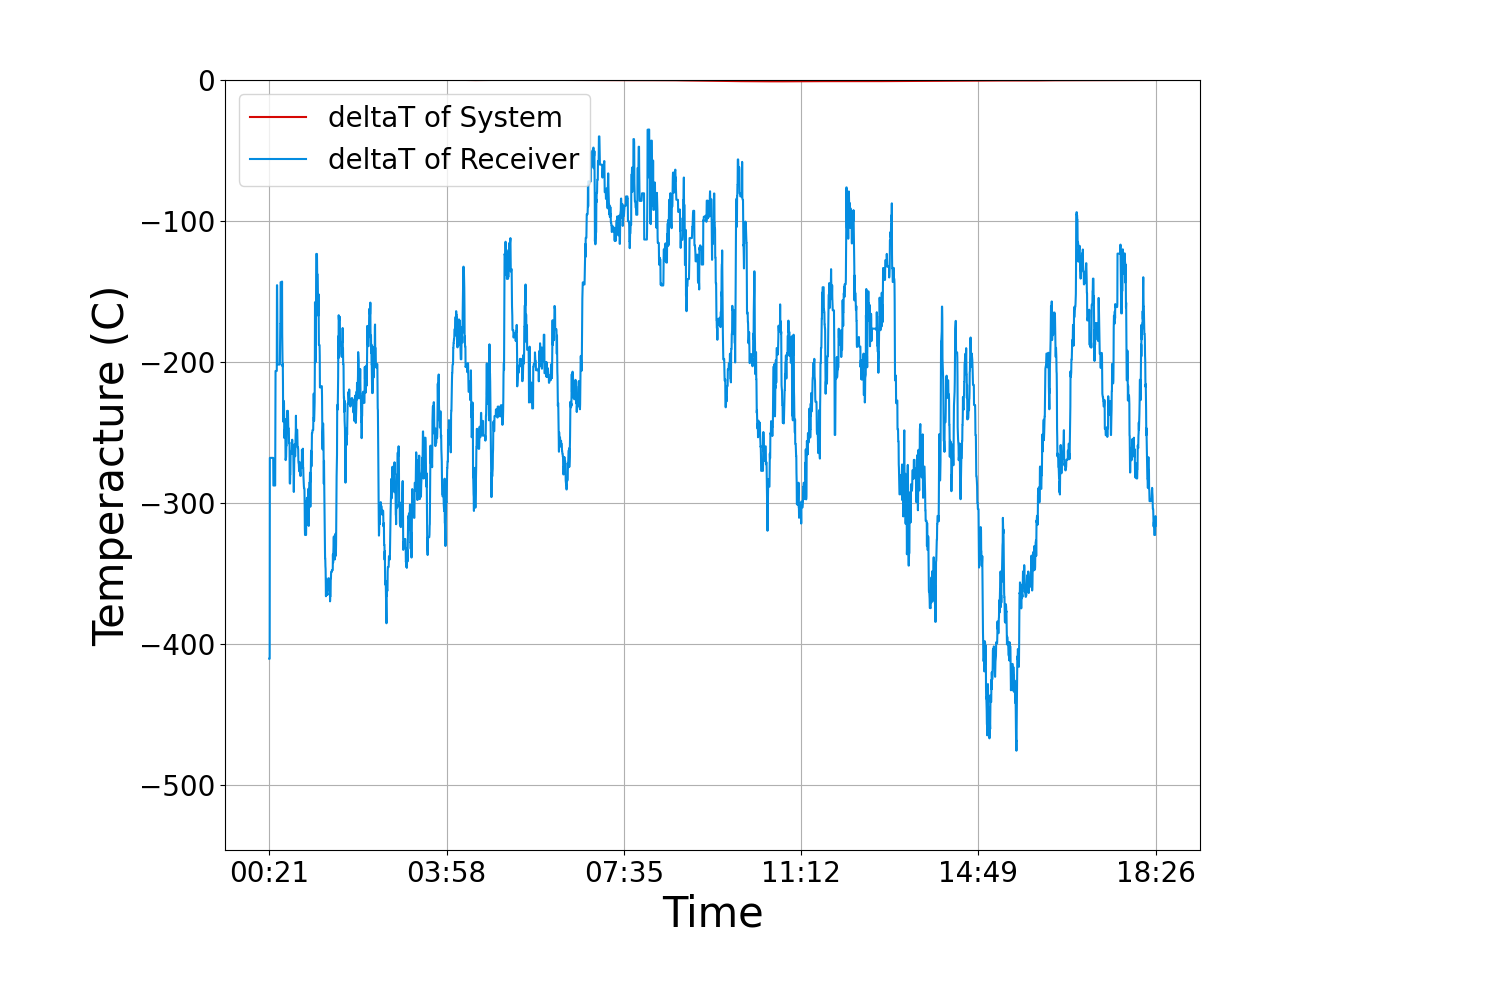 deltaT of System
deltaT of Receiver
0
−100
−200
−300
−400
−500
Temperacture (C)
00:21 03:58 07:35 11:12 14:49 18:26
Time